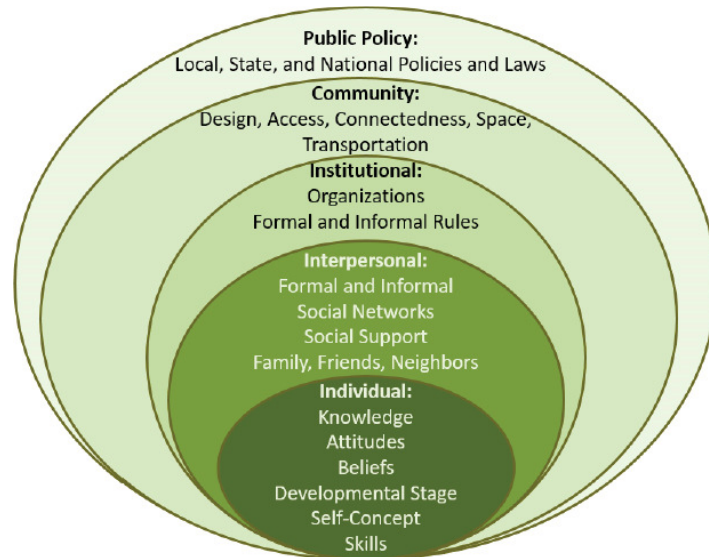 Public Policy:
Local, State, and National Policies and Laws
Community:
Design, Access, Connectedness, Space,
Transportation
Institutional:
Organizations
Formal and Informal Rules
Interpersonal:
Formal and Informal
Social Networks
Social Support
Family, Friends, Neighbors
Individual:
Knowledge
Attitudes
Beliefs
Developmental Stage
Self-Concept
Skills